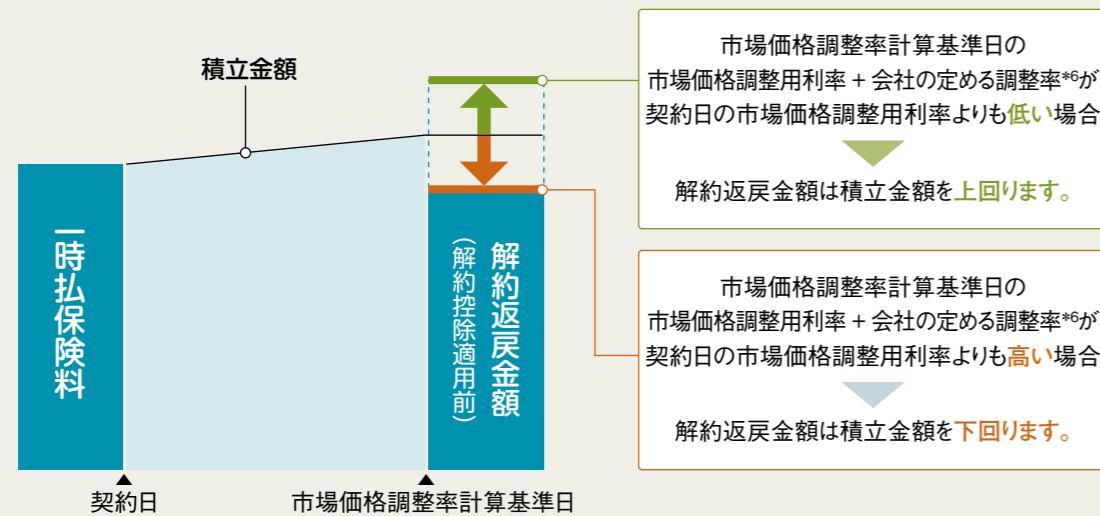 積立金額
一時払保険料
解約返戻金額
(解約控除適用前)
契約日
市場価格調整率計算基準日
市場価格調整率計算基準日の
市場価格調整用利率 + 会社の定める調整率*6が
契約日の市場価格調整用利率よりも低い場合
解約返戻金額は積立金額を上回ります。
市場価格調整率計算基準日の
市場価格調整用利率 + 会社の定める調整率*6が
契約日の市場価格調整用利率よりも高い場合
解約返戻金額は積立金額を下回ります。